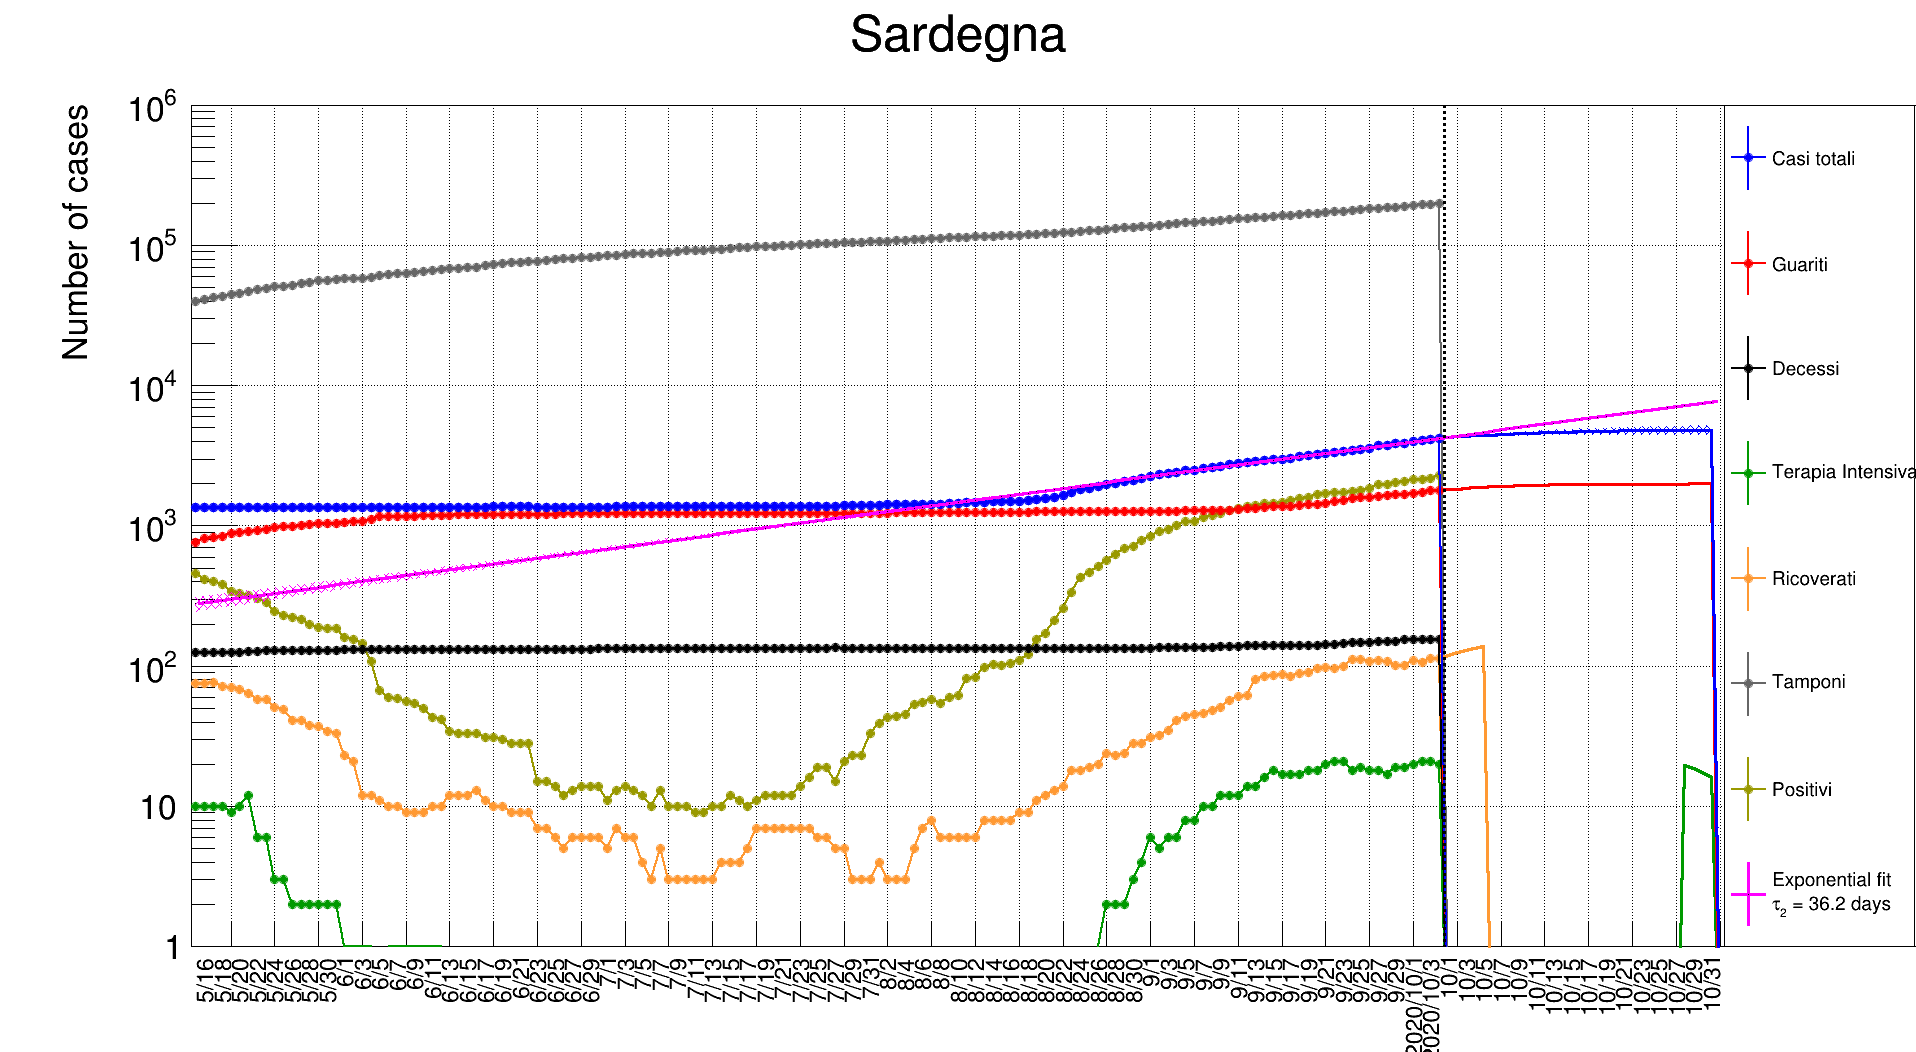 Sardegna
Number of cases
10^6
10^5
10^4
10^3
10^2
10
1
5/16 5/18 5/20 5/22 5/24 5/26 5/28 5/30 6/1 6/3 6/5 6/7 6/9 6/11 6/13 6/15 6/17 6/19 6/21 6/23 6/25 6/27 6/29 7/1 7/3 7/5 7/7 7/9 7/11 7/13 7/15 7/17 7/19 7/21 7/23 7/25 7/27 7/29 7/31 8/2 8/4 8/6 8/8 8/10 8/12 8/14 8/16 8/18 8/20 8/22 8/24 8/26 8/28 8/30 9/1 9/3 9/5 9/7 9/9 9/11 9/13 9/15 9/17 9/19 9/21 9/23 9/25 9/27 9/29 2020/10/1 2020/10/3 10/1 10/3 10/5 10/7 10/9 10/11 10/13 10/15 10/17 10/19 10/21 10/23 10/25 10/27 10/29 10/31
Casi totali
Guariti
Decessi
Terapia Intensiva
Ricoverati
Tamponi
Positivi
Exponential fit
τ₂ = 36.2 days